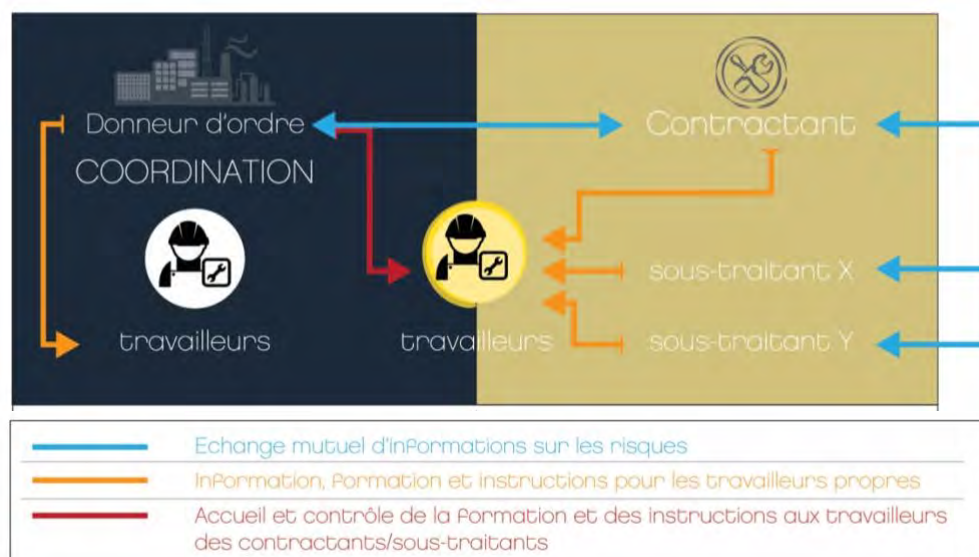 Donneur d'ordre
Contractant
COORDINATION
sous-traitant X
travailleurs
travailleurs
sous-traitant Y
Echange mutuel d'informations sur les risques
Information, formation et instructions pour les travailleurs propres
Accueil et contrôle de la formation et des instructions aux travailleurs
des contractants/sous-traitants